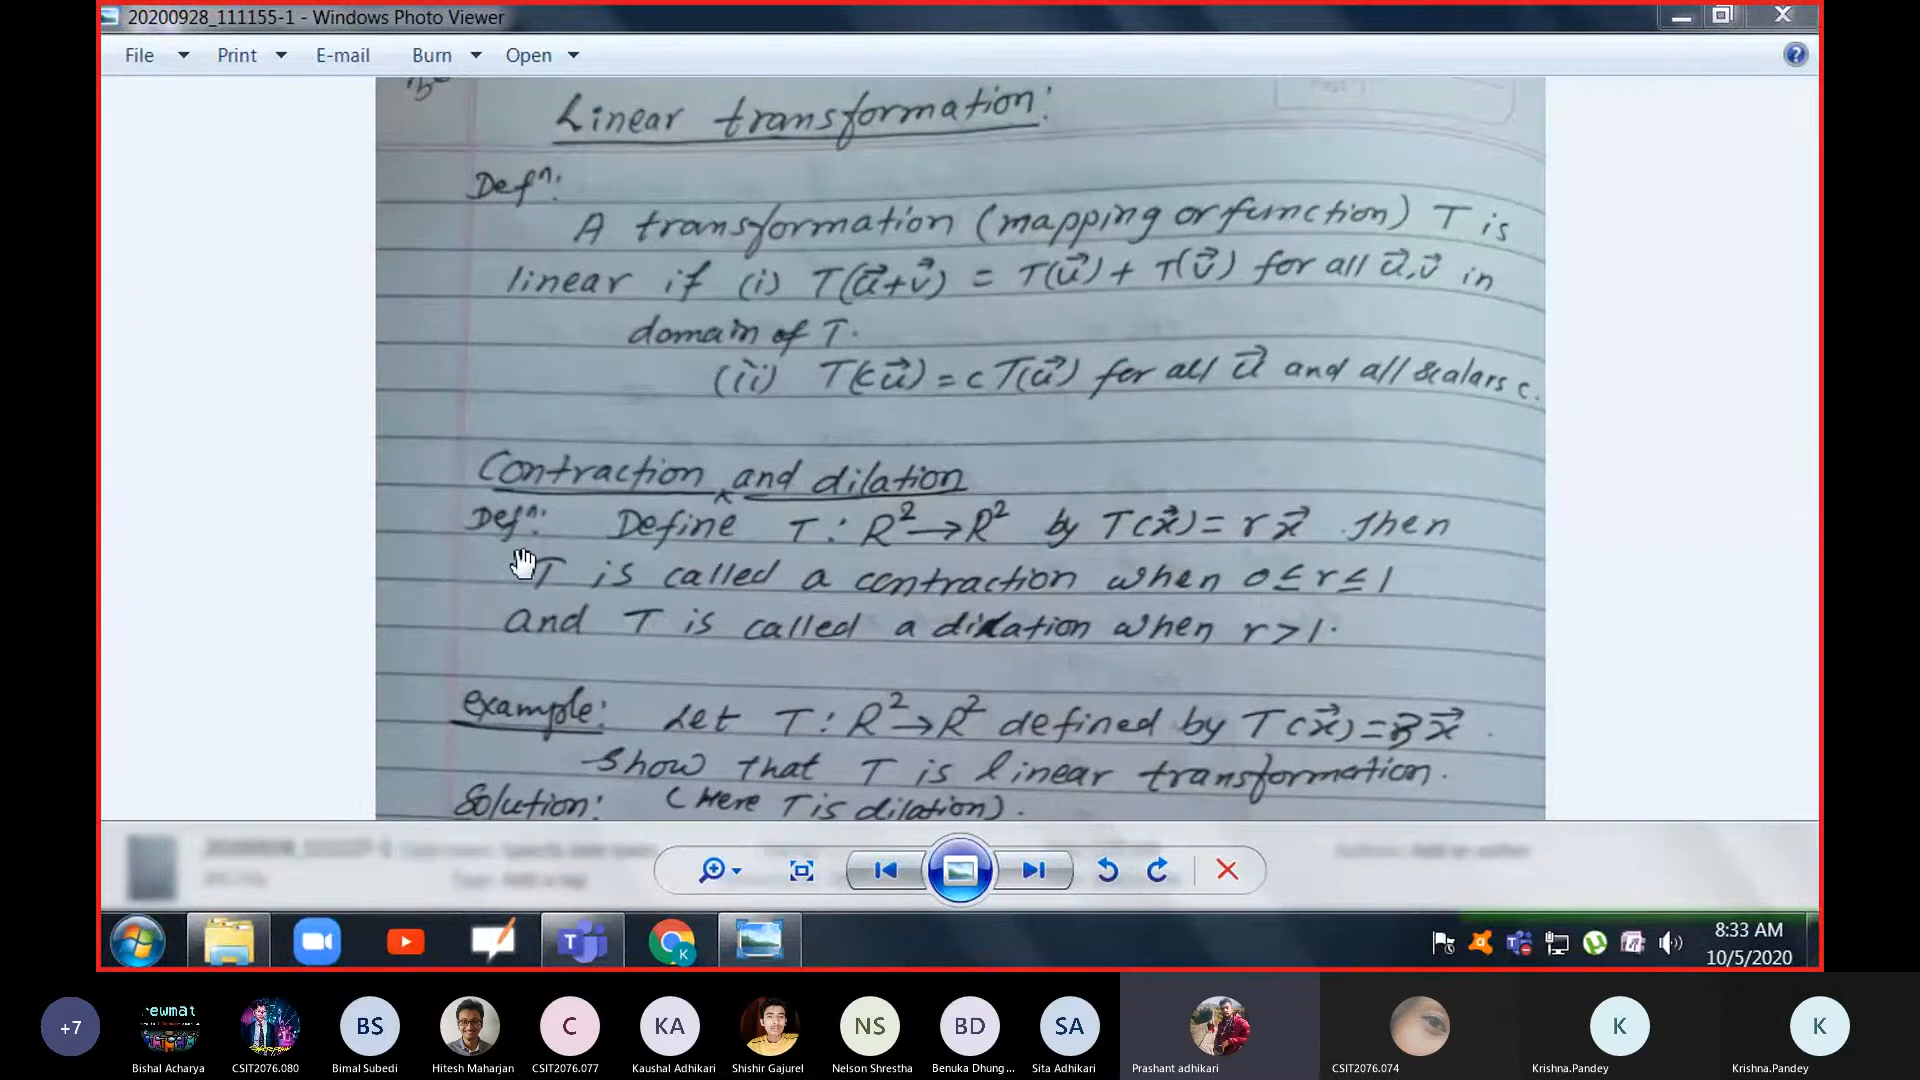 20200928_111155-1 - Windows Photo Viewer
File Print E-mail Burn Open
Linear transformation:
Defn:
A transformation (mapping or function) T is
linear if (i) T(u⃗+v⃗) = T(u⃗) + T(v⃗) for all u⃗,v⃗ in
domain of T.
(ii) T(cu⃗) = cT(u⃗) for all u⃗ and all scalars c.
Contraction and dilation
Defn: Define T : R² → R² by T(x⃗) = rx⃗. Then
T is called a contraction when 0 ≤ r ≤ 1
and T is called a dilation when r > 1.
example: Let T : R² → R² defined by T(x⃗) = 3x⃗.
Show that T is linear transformation.
Solution: (Here T is dilation).
8:33 AM
10/5/2020
+7
ewmat
BS
C
KA
NS
BD
SA
K
K
Bishal Acharya
CSIT2076.080
Bimal Subedi
Hitesh Maharjan
CSIT2076.077
Kaushal Adhikari
Shishir Gajurel
Nelson Shrestha
Benuka Dhung...
Sita Adhikari
Prashant adhikari
CSIT2076.074
Krishna.Pandey
Krishna.Pandey